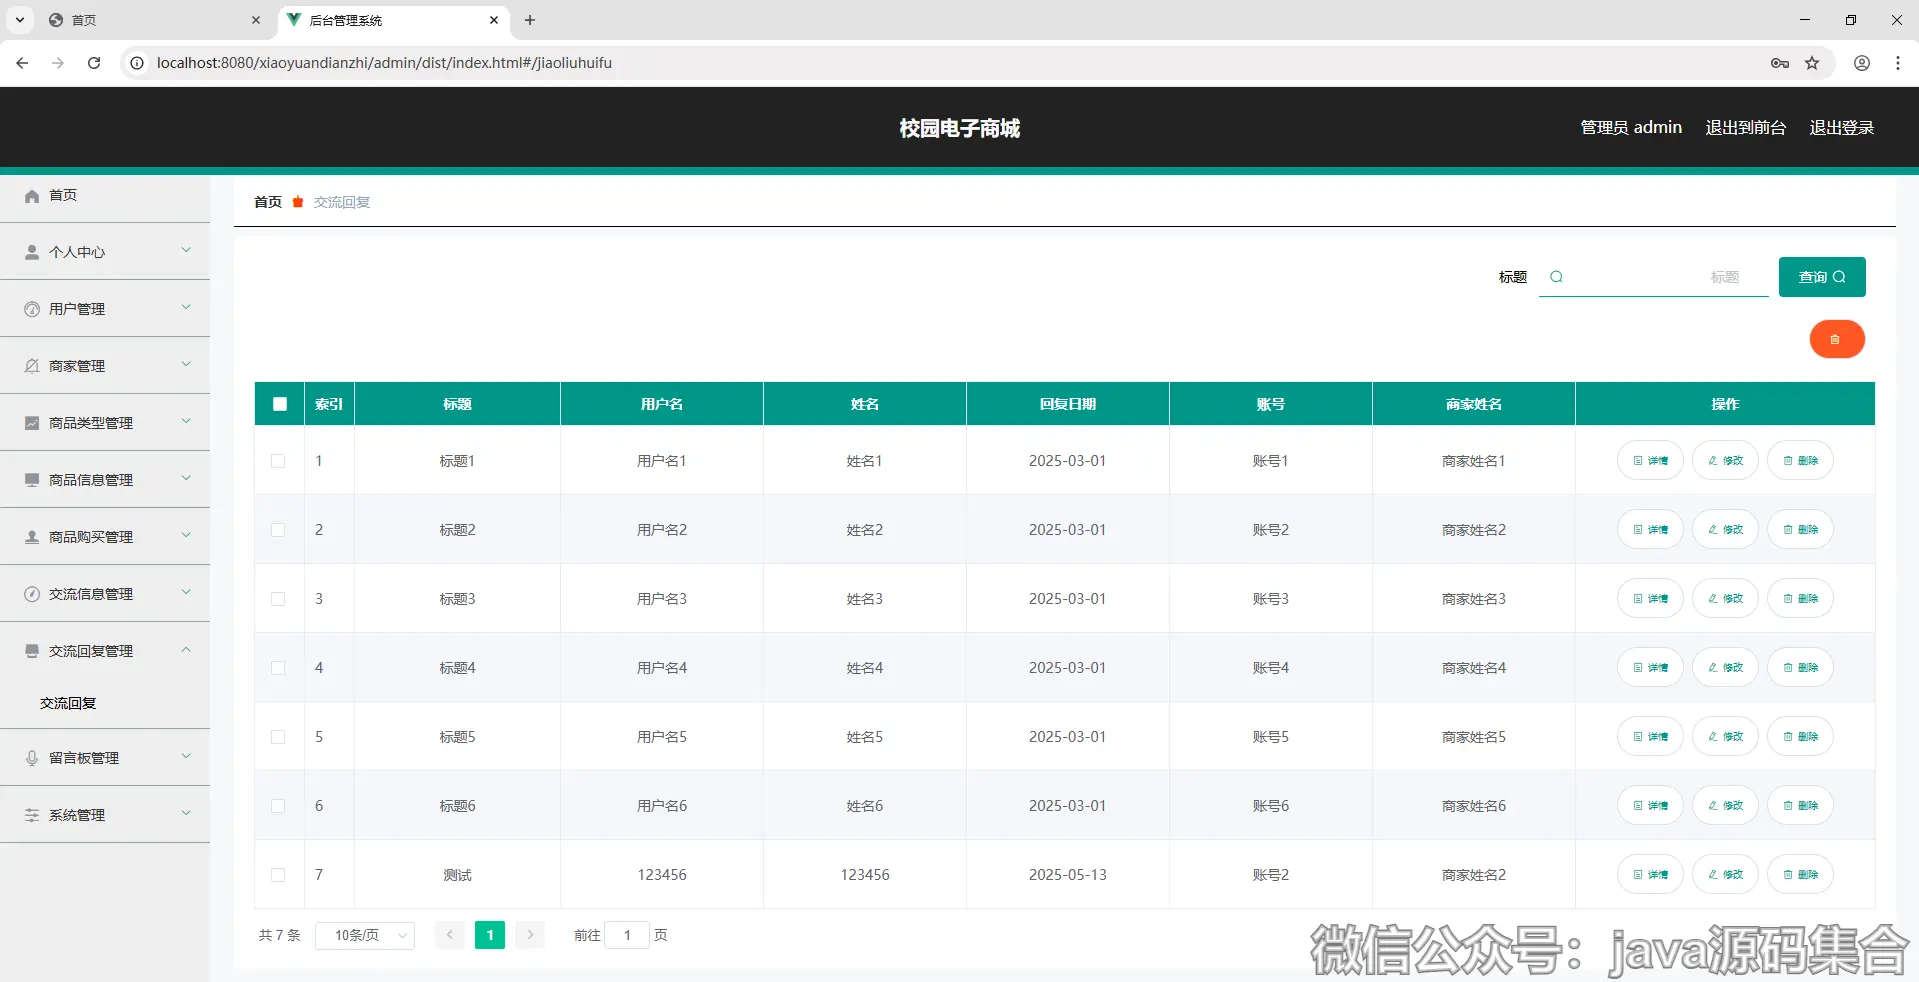 首页
后台管理系统
localhost:8080/xiaoyuandianzhi/admin/dist/index.html#/jiaoliuhuifu
校园电子商城
管理员 admin 退出到前台 退出登录
首页
个人中心
用户管理
商家管理
商品类型管理
商品信息管理
商品购买管理
交流信息管理
交流回复管理
交流回复
留言板管理
系统管理
首页 交流回复
标题 标题 查询
索引 标题 用户名 姓名 回复日期 账号 商家姓名 操作
1 标题1 用户名1 姓名1 2025-03-01 账号1 商家姓名1 详情 修改 删除
2 标题2 用户名2 姓名2 2025-03-01 账号2 商家姓名2 详情 修改 删除
3 标题3 用户名3 姓名3 2025-03-01 账号3 商家姓名3 详情 修改 删除
4 标题4 用户名4 姓名4 2025-03-01 账号4 商家姓名4 详情 修改 删除
5 标题5 用户名5 姓名5 2025-03-01 账号5 商家姓名5 详情 修改 删除
6 标题6 用户名6 姓名6 2025-03-01 账号6 商家姓名6 详情 修改 删除
7 测试 123456 123456 2025-05-13 账号2 商家姓名2 详情 修改 删除
共 7 条 10条/页 1 前往 1 页
微信公众号：java源码集合